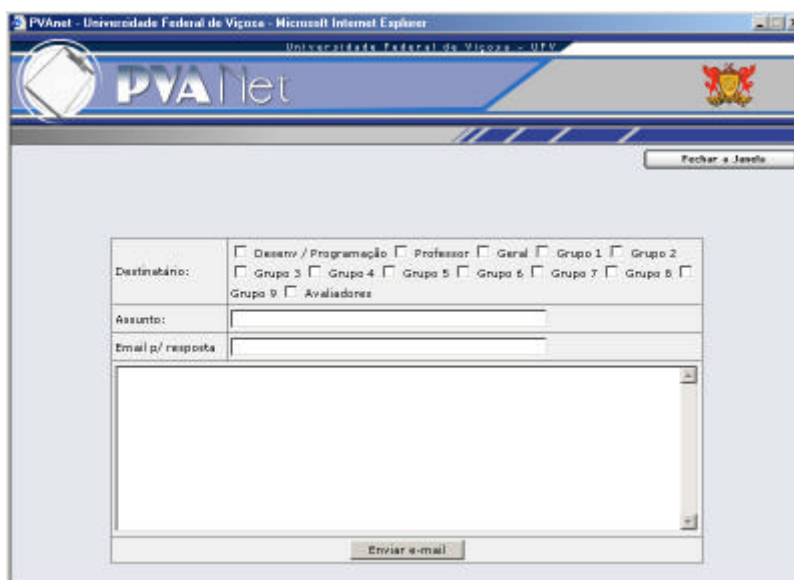 PVAnet - Universidade Federal de Viçosa - Microsoft Internet Explorer
Universidade Federal de Viçosa - UFV
PVA Net
Fechar a Janela
Destinatário:
Desenv / Programação Professor Geral Grupo 1 Grupo 2
Grupo 3 Grupo 4 Grupo 5 Grupo 6 Grupo 7 Grupo 8
Grupo 9 Avaliadores
Assunto:
Email p/ resposta
Enviar e-mail